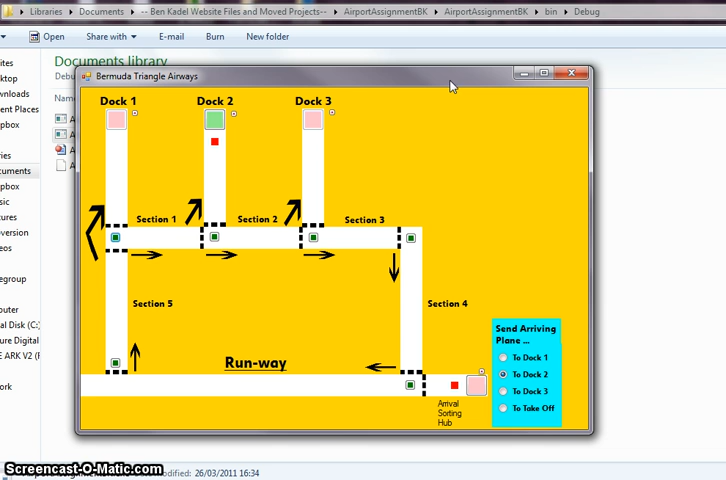 Libraries
Documents
-- Ben Kadel Website Files and Moved Projects--
AirportAssignmentBK
AirportAssignmentBK
bin
Debug
Open
Share with
E-mail
Burn
New folder
Documents library
Bermuda Triangle Airways
Dock 1
Dock 2
Dock 3
Section 1
Section 2
Section 3
Section 5
Section 4
Run-way
Arrival
Sorting
Hub
Send Arriving
Plane ...
To Dock 1
To Dock 2
To Dock 3
To Take Off
Screencast-O-Matic.com
26/03/2011 16:34